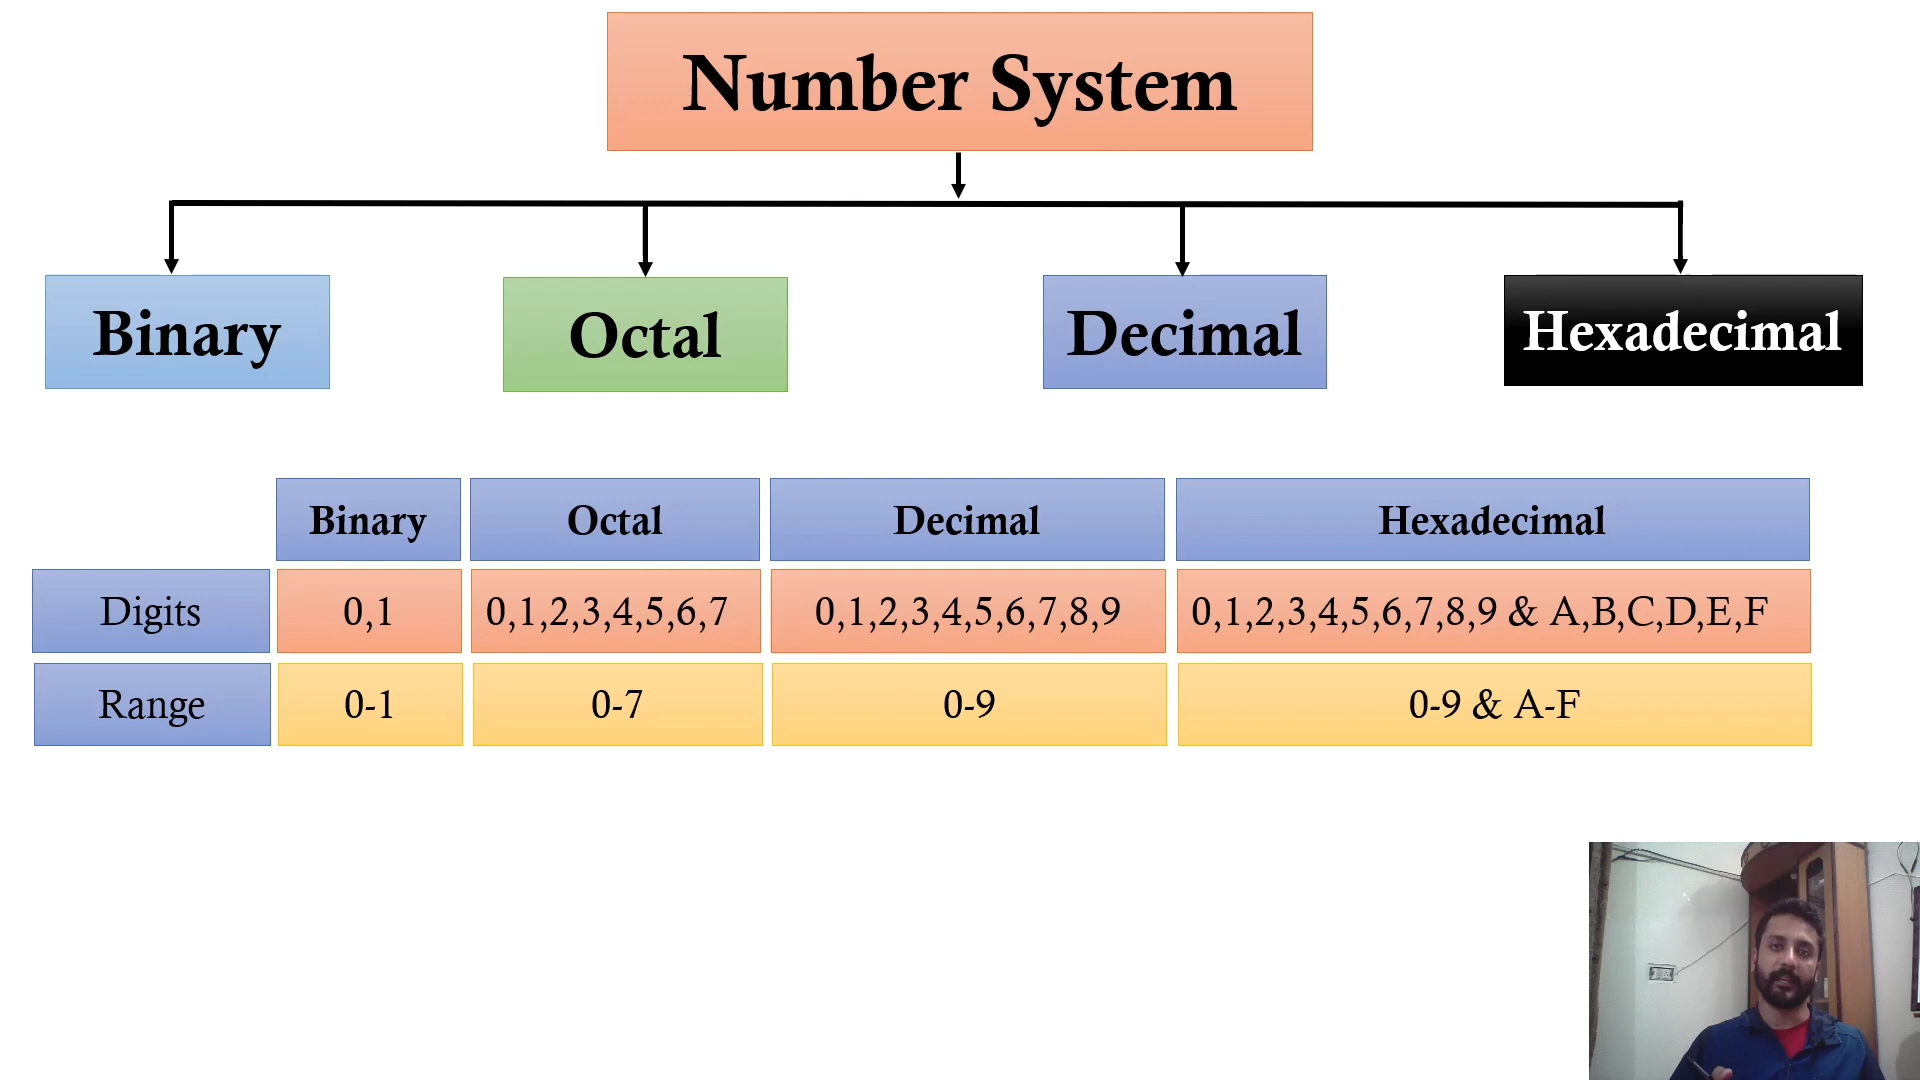 Number System
Binary Octal Decimal Hexadecimal
Binary Octal Decimal Hexadecimal
Digits 0,1 0,1,2,3,4,5,6,7 0,1,2,3,4,5,6,7,8,9 0,1,2,3,4,5,6,7,8,9 & A,B,C,D,E,F
Range 0-1 0-7 0-9 0-9 & A-F